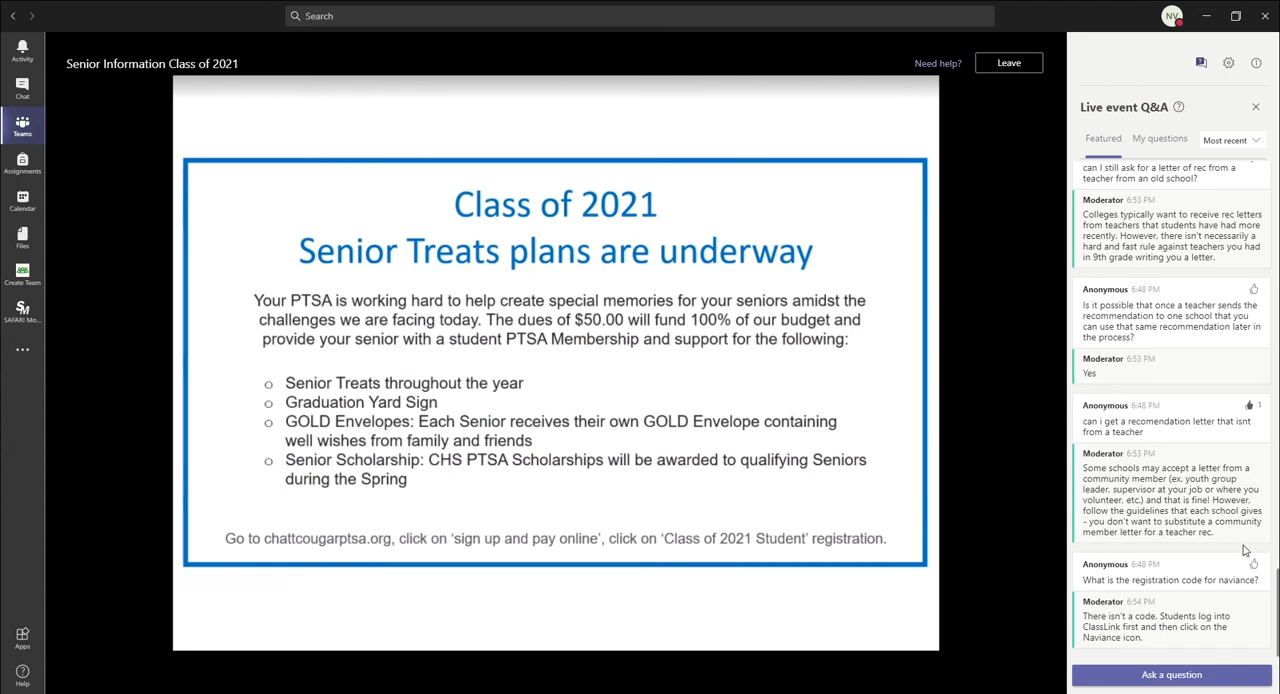 Search
NV
Activity
Chat
Teams
Assignments
Calendar
Files
Create Team
SAFARI Mo...
Apps
Help
Senior Information Class of 2021
Need help?
Leave
Class of 2021
Senior Treats plans are underway
Your PTSA is working hard to help create special memories for your seniors amidst the
challenges we are facing today. The dues of $50.00 will fund 100% of our budget and
provide your senior with a student PTSA Membership and support for the following:
o Senior Treats throughout the year
o Graduation Yard Sign
o GOLD Envelopes: Each Senior receives their own GOLD Envelope containing
well wishes from family and friends
o Senior Scholarship: CHS PTSA Scholarships will be awarded to qualifying Seniors
during the Spring
Go to chattcougarptsa.org, click on ‘sign up and pay online’, click on ‘Class of 2021 Student’ registration.
Live event Q&A
Featured My questions Most recent
can I still ask for a letter of rec from a
teacher from an old school?
Moderator 6:53 PM
Colleges typically want to receive rec letters
from teachers that students have had more
recently. However, there isn't necessarily a
hard and fast rule against teachers you had
in 9th grade writing you a letter.
Anonymous 6:48 PM
Is it possible that once a teacher sends the
recommendation to one school that you
can use that same recommendation later in
the process?
Moderator 6:53 PM
Yes
Anonymous 6:48 PM 1
can i get a recomendation letter that isnt
from a teacher
Moderator 6:53 PM
Some schools may accept a letter from a
community member (ex. youth group
leader, supervisor at your job or where you
volunteer, etc.) and that is fine! However,
follow the guidelines that each school gives
- you don't want to substitute a community
member letter for a teacher rec.
Anonymous 6:48 PM
What is the registration code for naviance?
Moderator 6:54 PM
There isn't a code. Students log into
ClassLink first and then click on the
Naviance icon.
Ask a question